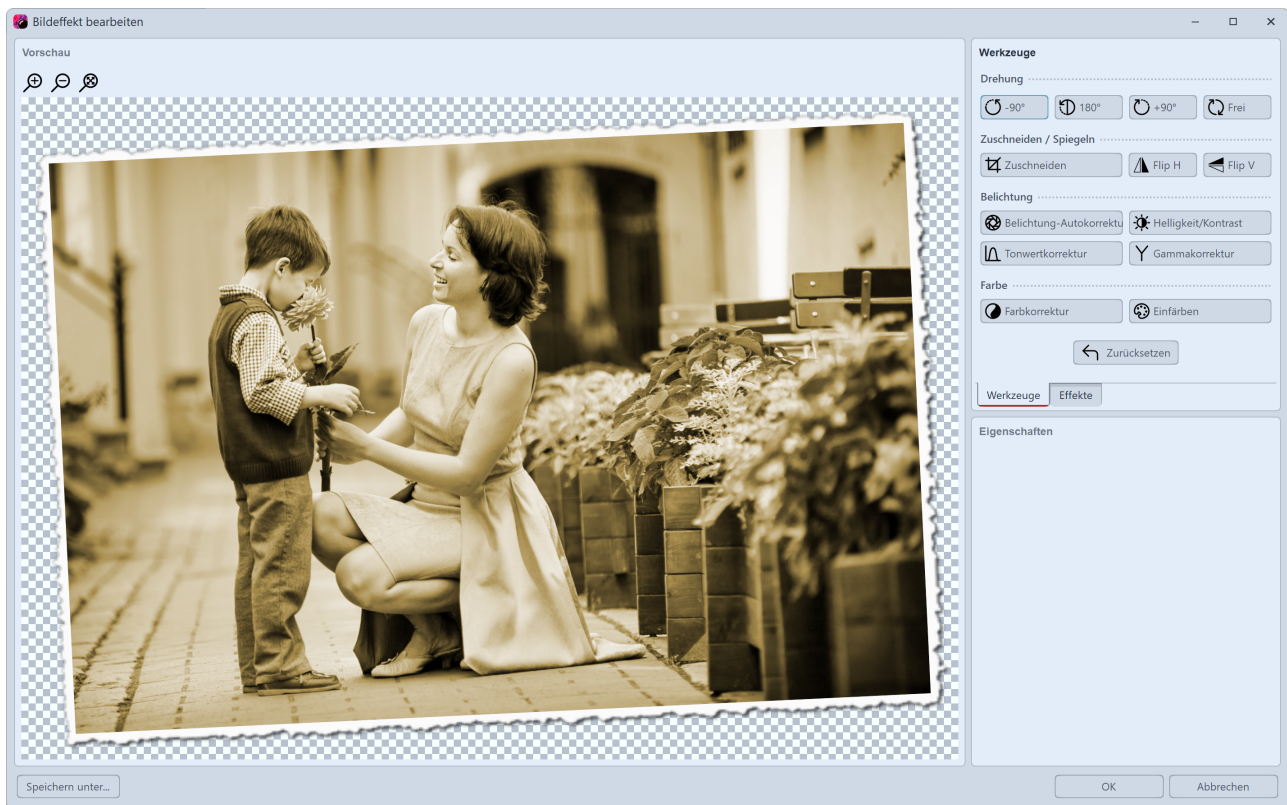 Bildeffekt bearbeiten
Vorschau
Werkzeuge
Drehung
-90° 180° +90° Frei
Zuschneiden / Spiegeln
Zuschneiden Flip H Flip V
Belichtung
Belichtung-Autokorrektu Helligkeit/Kontrast
Tonwertkorrektur Gammakorrektur
Farbe
Farbkorrektur Einfärben
Zurücksetzen
Werkzeuge Effekte
Eigenschaften
Speichern unter... OK Abbrechen